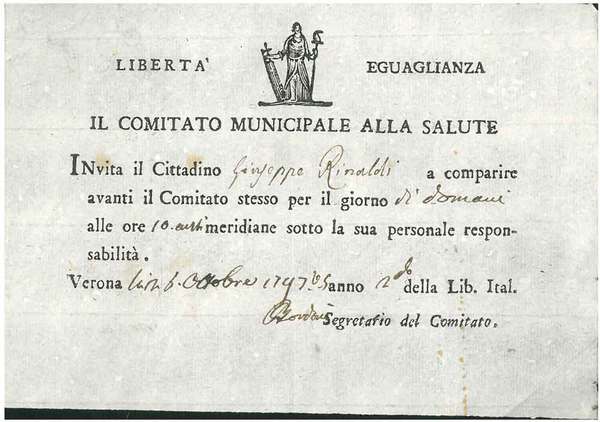 LIBERTA' EGUAGLIANZA
IL COMITATO MUNICIPALE ALLA SALUTE
INvita il Cittadino Giuseppe Rinaldi a comparire
avanti il Comitato stesso per il giorno di domani
alle ore 10. anti meridiane sotto la sua personale respon-
sabilità.
Verona 6. Ottobre 1797 anno 2do della Lib. Ital.
Segretario del Comitato.